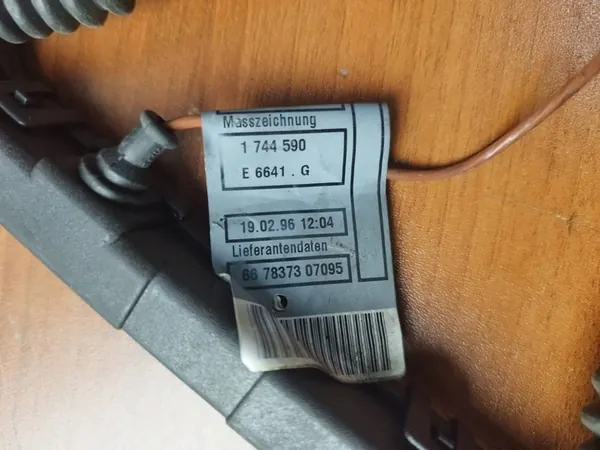 Masszeichnung
1 744 590
E 6641 . G
19.02.96 12:04
Lieferantendaten
66 78373 07095